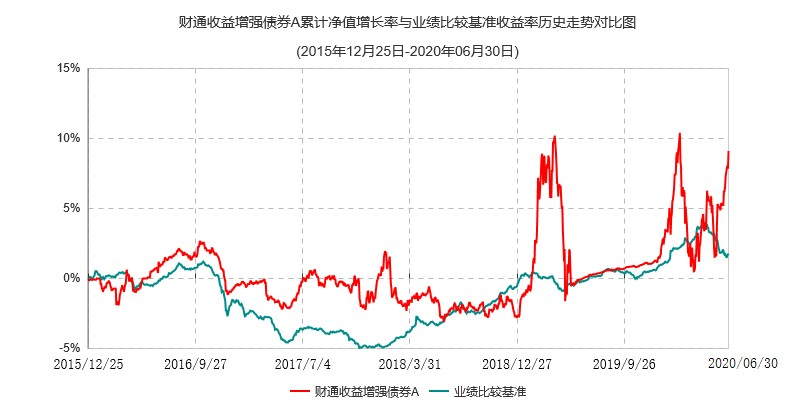 财通收益增强债券A累计净值增长率与业绩比较基准收益率历史走势对比图
(2015年12月25日-2020年06月30日)
15%
10%
5%
0%
-5%
2015/12/25 2016/9/27 2017/7/4 2018/3/31 2018/12/27 2019/9/26 2020/06/30
财通收益增强债券A 业绩比较基准